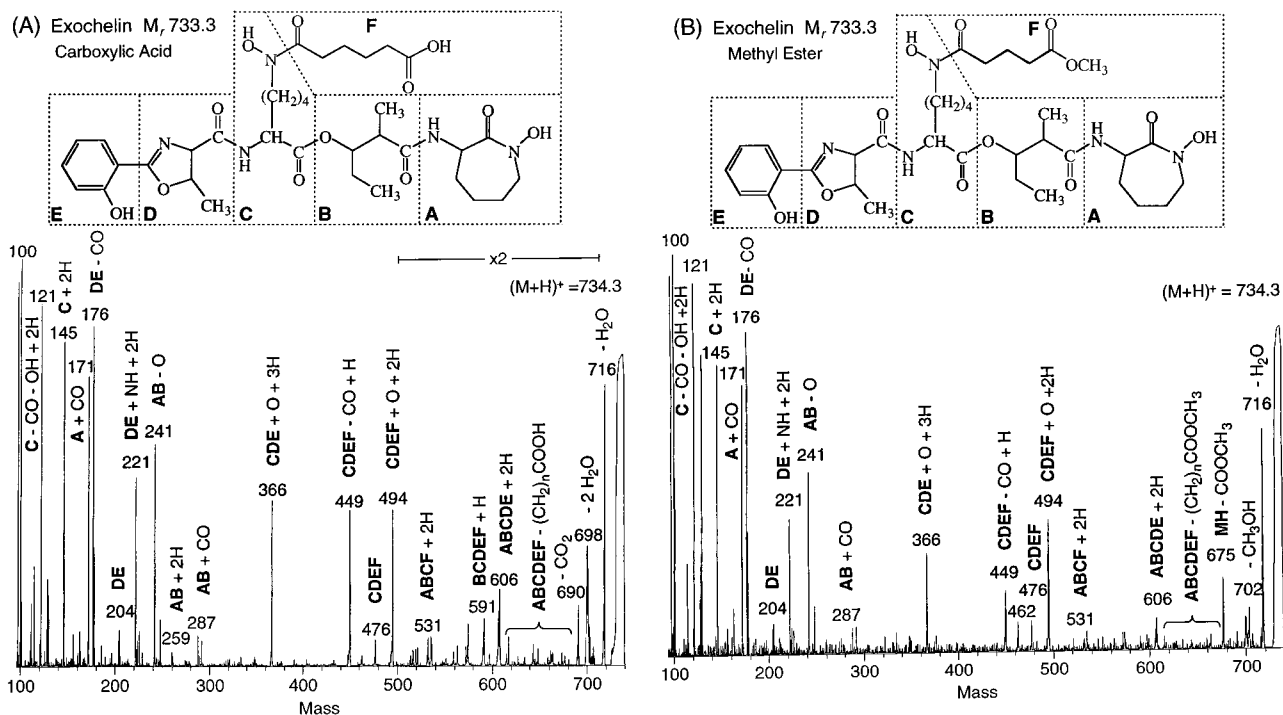 (A) Exochelin Mr 733.3
Carboxylic Acid
F
H
O
N
O
OH
O
(CH2)4
O
N
O
CH3
H
N
O
OH
N
H
O
O
N
O
CH3
CH3
OH
E
D
C
B
A
100
121
C - CO - OH + 2H
145
C + 2H
171
A + CO
176
DE - CO
204
DE
221
DE + NH + 2H
241
AB - O
259
AB + 2H
287
AB + CO
366
CDE + O + 3H
449
CDEF - CO + H
476
CDEF
494
CDEF + O + 2H
531
ABCF + 2H
591
BCDEF + H
606
ABCDE + 2H
ABCDEF - (CH2)nCOOH
690
- CO2
698
- 2 H2O
716
- H2O
x2
(M+H)+ =734.3
100 200 300 400 500 600 700
Mass
(B) Exochelin Mr 733.3
Methyl Ester
F
H
O
N
O
O
OCH3
(CH2)4
O
N
O
CH3
H
N
O
OH
N
H
O
O
N
O
CH3
CH3
OH
E
D
C
B
A
100
121
C - CO - OH +2H
145
C + 2H
171
A + CO
176
DE- CO
204
DE
221
DE + NH + 2H
241
AB - O
287
AB + CO
366
CDE + O + 3H
449
CDEF - CO + H
462
476
CDEF
494
CDEF + O +2H
531
ABCF + 2H
606
ABCDE + 2H
ABCDEF - (CH2)nCOOCH3
675
MH - COOCH3
702
- CH3OH
716
- H2O
(M+H)+ =734.3
100 200 300 400 500 600 700
Mass